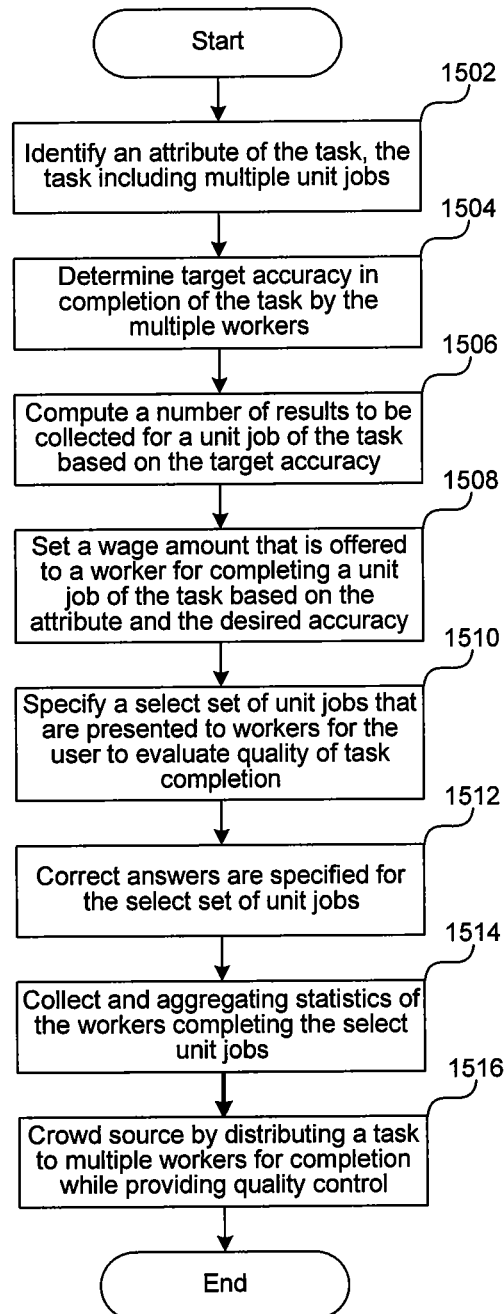 Start
1502
Identify an attribute of the task, the
task including multiple unit jobs
1504
Determine target accuracy in
completion of the task by the
multiple workers
1506
Compute a number of results to be
collected for a unit job of the task
based on the target accuracy
1508
Set a wage amount that is offered
to a worker for completing a unit
job of the task based on the
attribute and the desired accuracy
1510
Specify a select set of unit jobs that
are presented to workers for the
user to evaluate quality of task
completion
1512
Correct answers are specified for
the select set of unit jobs
1514
Collect and aggregating statistics of
the workers completing the select
unit jobs
1516
Crowd source by distributing a task
to multiple workers for completion
while providing quality control
End